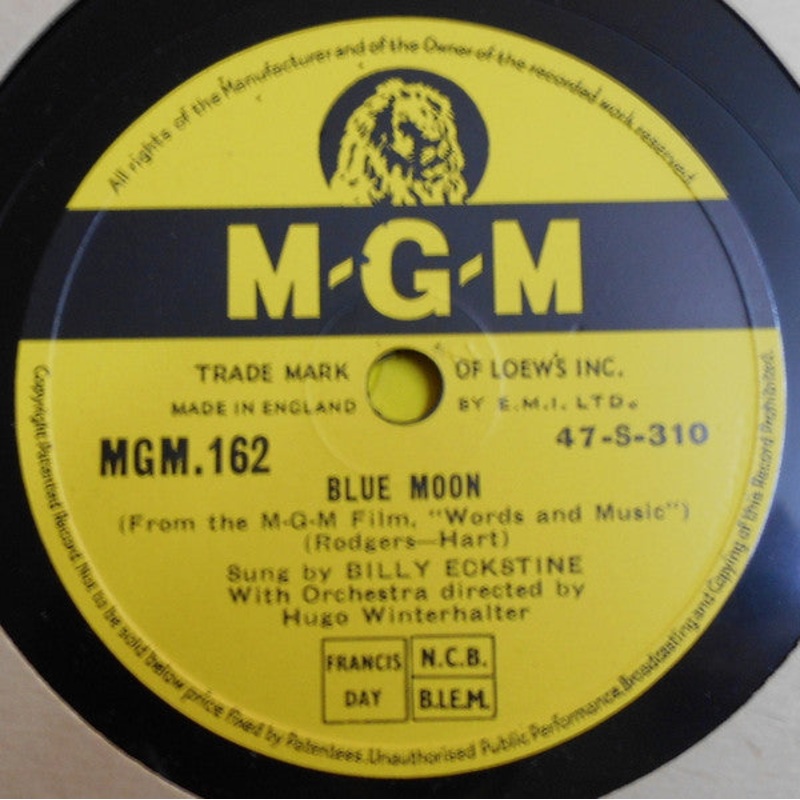 All rights of the Manufacturer and of the Owner of the recorded work reserved
M-G-M
TRADE MARK OF LOEW'S INC.
MADE IN ENGLAND BY E.M.I. LTD.
MGM.162 47-S-310
BLUE MOON
(From the M-G-M Film, "Words and Music")
(Rodgers—Hart)
Sung by BILLY ECKSTINE
With Orchestra directed by
Hugo Winterhalter
FRANCIS DAY
N.C.B.
B.I.E.M.
Copyright Patented Record. Not to be sold below price fixed by Patentees. Unauthorised Public Performance, Broadcasting and Copying of this Record Prohibited.